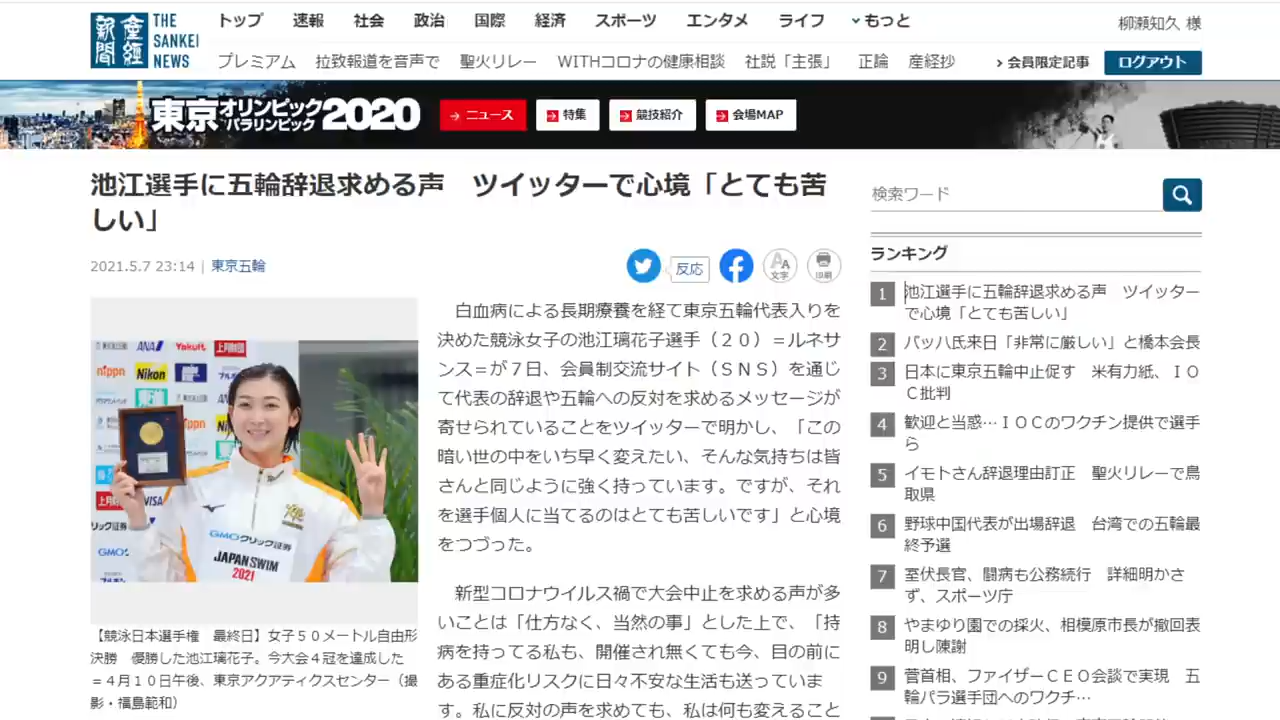 産經新聞
THE SANKEI NEWS
トップ 速報 社会 政治 国際 経済 スポーツ エンタメ ライフ もっと
柳瀬知久 様
プレミアム 拉致報道を音声で 聖火リレー WITHコロナの健康相談 社説「主張」 正論 産経抄
会員限定記事 ログアウト
東京オリンピック パラリンピック2020
ニュース 特集 競技紹介 会場MAP
池江選手に五輪辞退求める声　ツイッターで心境「とても苦
しい」
2021.5.7 23:14 | 東京五輪
反応 文字 印刷
白血病による長期療養を経て東京五輪代表入りを
決めた競泳女子の池江璃花子選手（２０）＝ルネサ
ンス＝が７日、会員制交流サイト（ＳＮＳ）を通じ
て代表の辞退や五輪への反対を求めるメッセージが
寄せられていることをツイッターで明かし、「この
暗い世の中をいち早く変えたい、そんな気持ちは皆
さんと同じように強く持っています。ですが、それ
を選手個人に当てるのはとても苦しいです」と心境
をつづった。
新型コロナウイルス禍で大会中止を求める声が多
いことは「仕方なく、当然の事」とした上で、「持
病を持ってる私も、開催され無くても今、目の前に
ある重症化リスクに日々不安な生活も送っていま
す。私に反対の声を求めても、私は何も変えること
ANA
Yakult
上月財団
nippn
Nikon
VISA
GMO
GMOクリック証券
JAPAN SWIM
2021
【競泳日本選手権　最終日】女子５０メートル自由形
決勝　優勝した池江璃花子。今大会４冠を達成した
＝４月１０日午後、東京アクアティクスセンター（撮
影・福島範和）
検索ワード
ランキング
1 池江選手に五輪辞退求める声　ツイッター
で心境「とても苦しい」
2 バッハ氏来日「非常に厳しい」と橋本会長
3 日本に東京五輪中止促す　米有力紙、ＩＯ
Ｃ批判
4 歓迎と当惑…ＩＯＣのワクチン提供で選手
ら
5 イモトさん辞退理由訂正　聖火リレーで鳥
取県
6 野球中国代表が出場辞退　台湾での五輪最
終予選
7 室伏長官、闘病も公務続行　詳細明かさ
ず、スポーツ庁
8 やまゆり園での採火、相模原市長が撤回表
明し陳謝
9 菅首相、ファイザーＣＥＯ会談で実現　五
輪パラ選手団へのワクチ…